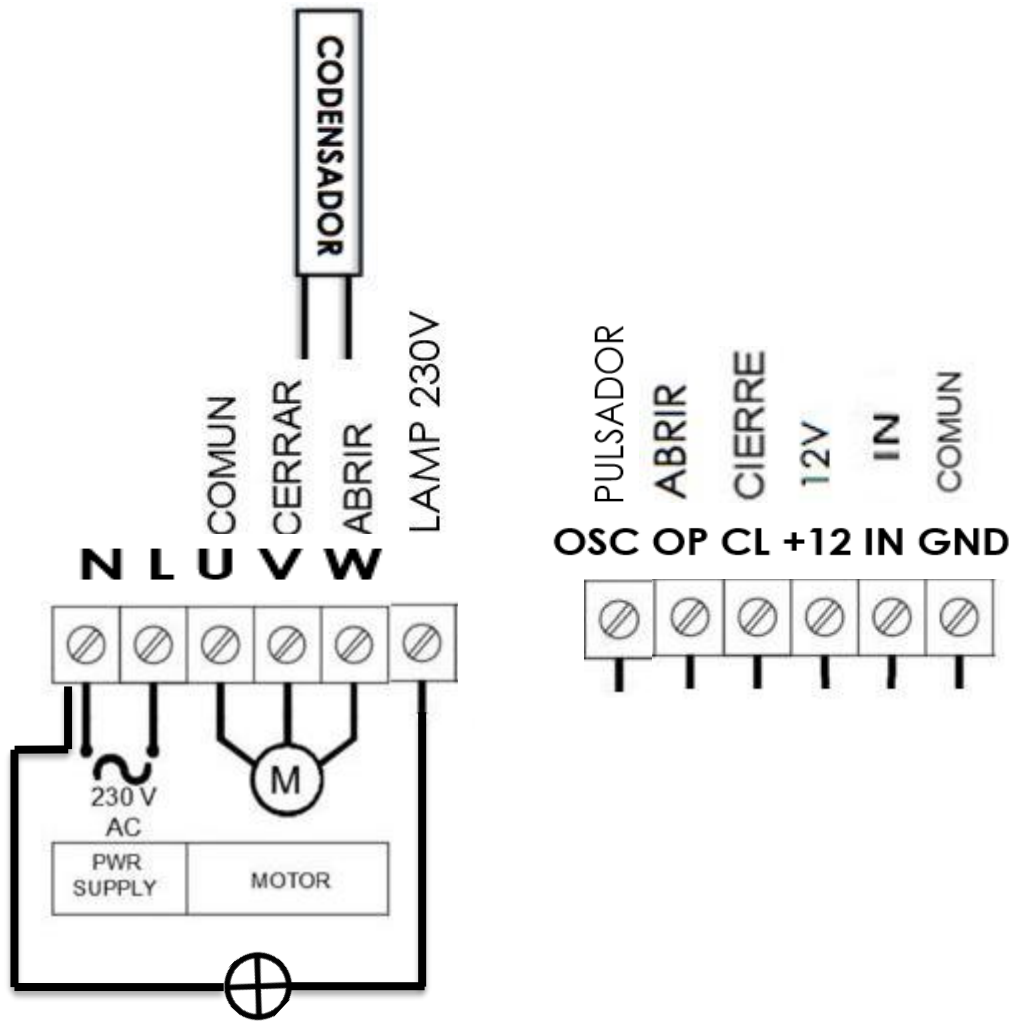 CODENSADOR
COMUN
CERRAR
ABRIR
LAMP 230V
N L U V W
M
230 V
AC
PWR
SUPPLY
MOTOR
PULSADOR
ABRIR
CIERRE
12V
IN
COMUN
OSC OP CL +12 IN GND